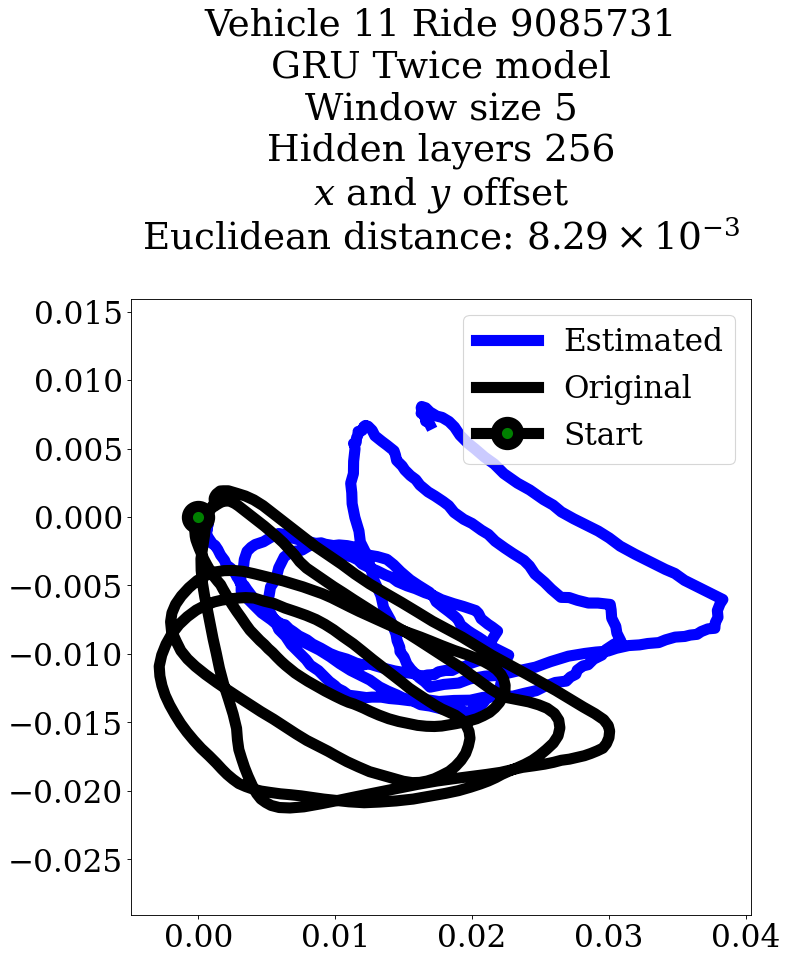 Vehicle 11 Ride 9085731
GRU Twice model
Window size 5
Hidden layers 256
x and y offset
Euclidean distance: 8.29 × 10⁻³
Estimated
Original
Start
0.015
0.010
0.005
0.000
−0.005
−0.010
−0.015
−0.020
−0.025
0.00 0.01 0.02 0.03 0.04